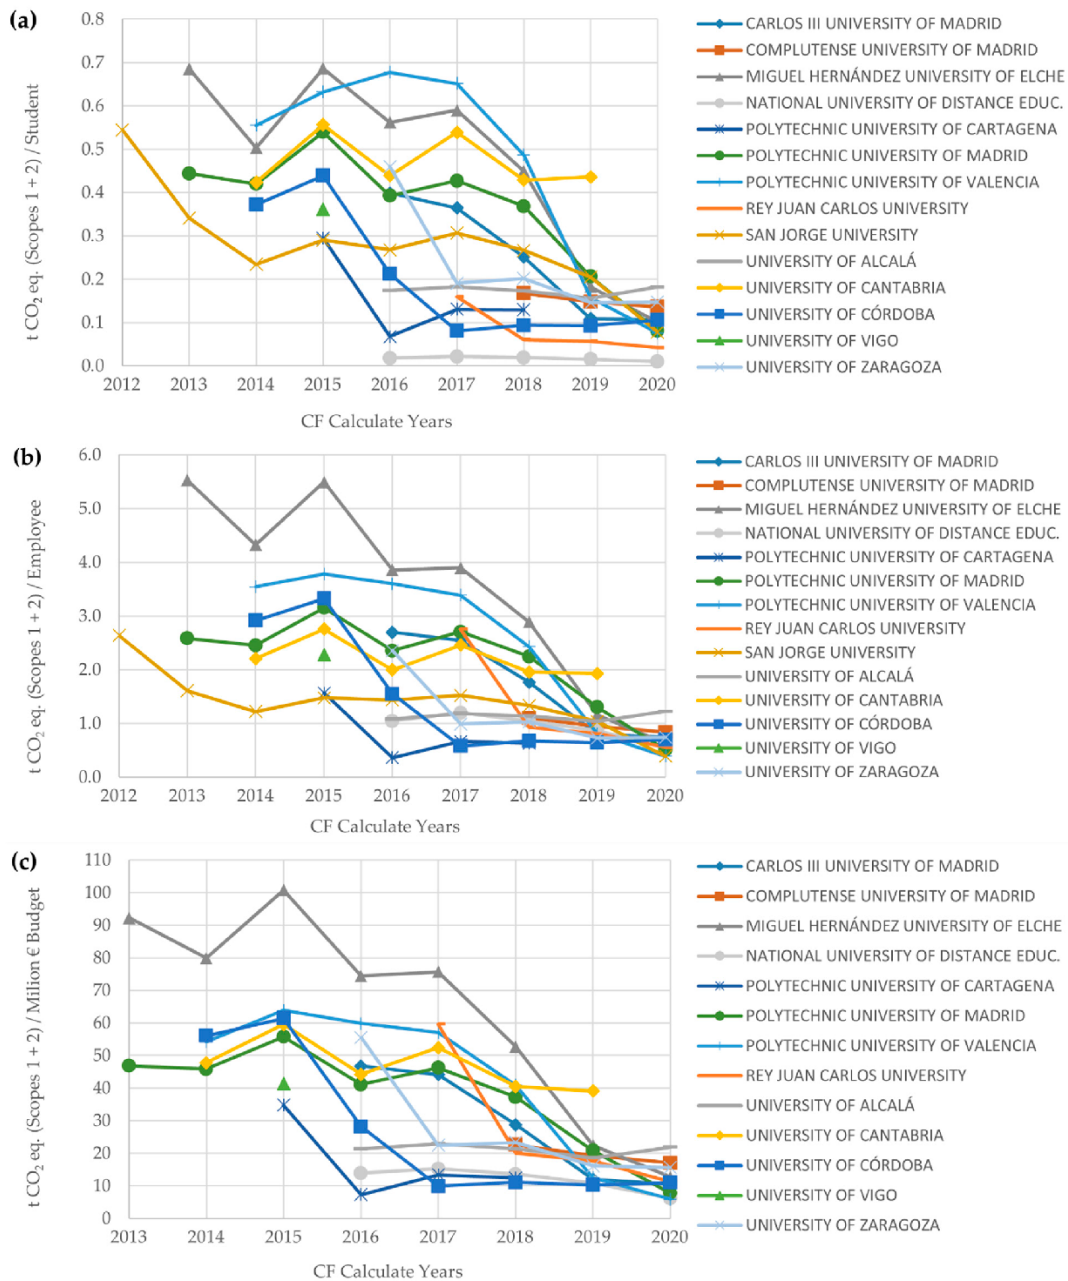 (a)
0.8
0.7
0.6
0.5
0.4
0.3
0.2
0.1
0.0
t CO2 eq. (Scopes 1 + 2) / Student
2012 2013 2014 2015 2016 2017 2018 2019 2020
CF Calculate Years
CARLOS III UNIVERSITY OF MADRID
COMPLUTENSE UNIVERSITY OF MADRID
MIGUEL HERNÁNDEZ UNIVERSITY OF ELCHE
NATIONAL UNIVERSITY OF DISTANCE EDUC.
POLYTECHNIC UNIVERSITY OF CARTAGENA
POLYTECHNIC UNIVERSITY OF MADRID
POLYTECHNIC UNIVERSITY OF VALENCIA
REY JUAN CARLOS UNIVERSITY
SAN JORGE UNIVERSITY
UNIVERSITY OF ALCALÁ
UNIVERSITY OF CANTABRIA
UNIVERSITY OF CÓRDOBA
UNIVERSITY OF VIGO
UNIVERSITY OF ZARAGOZA
(b)
6.0
5.0
4.0
3.0
2.0
1.0
0.0
t CO2 eq. (Scopes 1 + 2) / Employee
2012 2013 2014 2015 2016 2017 2018 2019 2020
CF Calculate Years
CARLOS III UNIVERSITY OF MADRID
COMPLUTENSE UNIVERSITY OF MADRID
MIGUEL HERNÁNDEZ UNIVERSITY OF ELCHE
NATIONAL UNIVERSITY OF DISTANCE EDUC.
POLYTECHNIC UNIVERSITY OF CARTAGENA
POLYTECHNIC UNIVERSITY OF MADRID
POLYTECHNIC UNIVERSITY OF VALENCIA
REY JUAN CARLOS UNIVERSITY
SAN JORGE UNIVERSITY
UNIVERSITY OF ALCALÁ
UNIVERSITY OF CANTABRIA
UNIVERSITY OF CÓRDOBA
UNIVERSITY OF VIGO
UNIVERSITY OF ZARAGOZA
(c)
110
100
90
80
70
60
50
40
30
20
10
0
t CO2 eq. (Scopes 1 + 2) / Milion € Budget
2013 2014 2015 2016 2017 2018 2019 2020
CF Calculate Years
CARLOS III UNIVERSITY OF MADRID
COMPLUTENSE UNIVERSITY OF MADRID
MIGUEL HERNÁNDEZ UNIVERSITY OF ELCHE
NATIONAL UNIVERSITY OF DISTANCE EDUC.
POLYTECHNIC UNIVERSITY OF CARTAGENA
POLYTECHNIC UNIVERSITY OF MADRID
POLYTECHNIC UNIVERSITY OF VALENCIA
REY JUAN CARLOS UNIVERSITY
UNIVERSITY OF ALCALÁ
UNIVERSITY OF CANTABRIA
UNIVERSITY OF CÓRDOBA
UNIVERSITY OF VIGO
UNIVERSITY OF ZARAGOZA